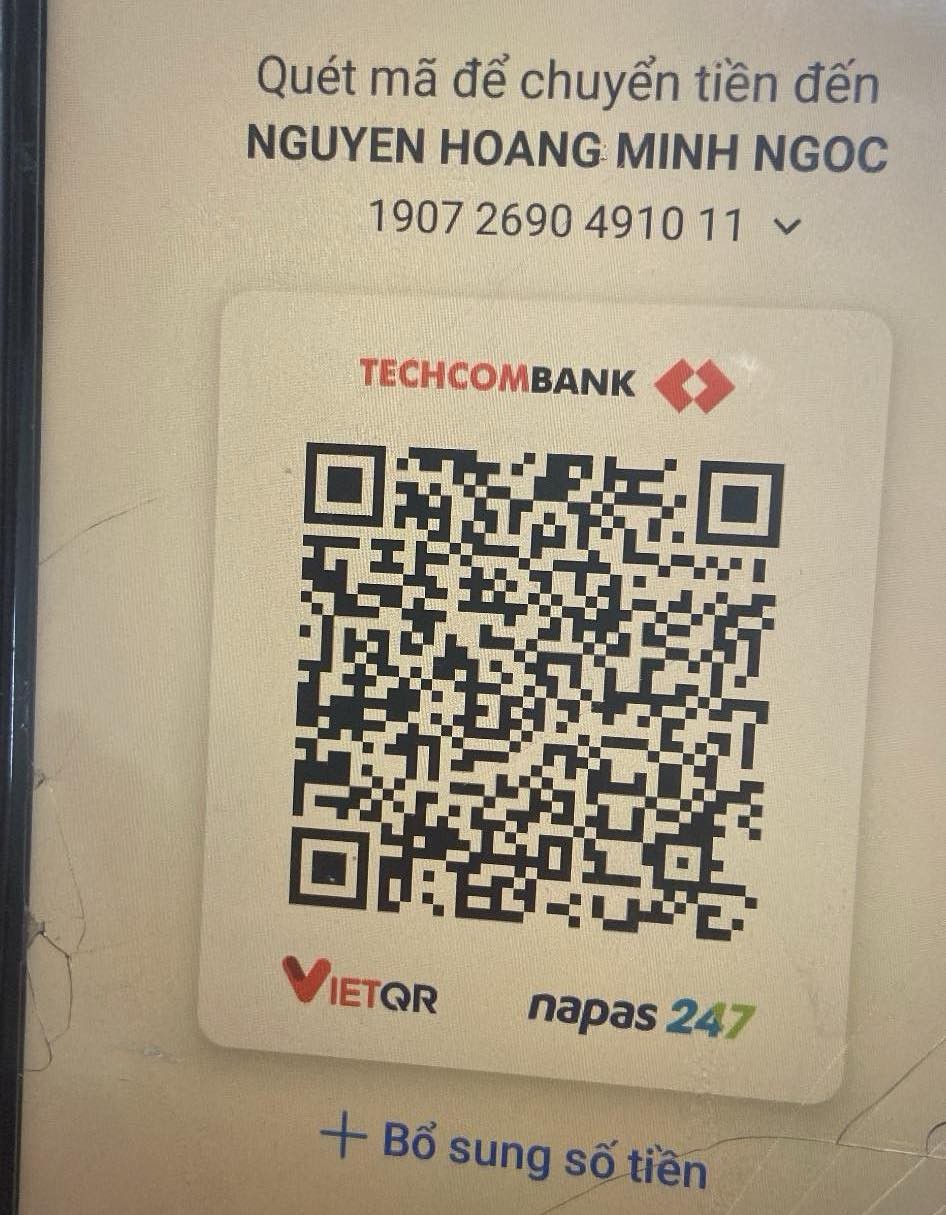 Quét mã để chuyển tiền đến
NGUYEN HOANG MINH NGOC
1907 2690 4910 11
TECHCOMBANK
VIETQR
napas 247
+ Bổ sung số tiền